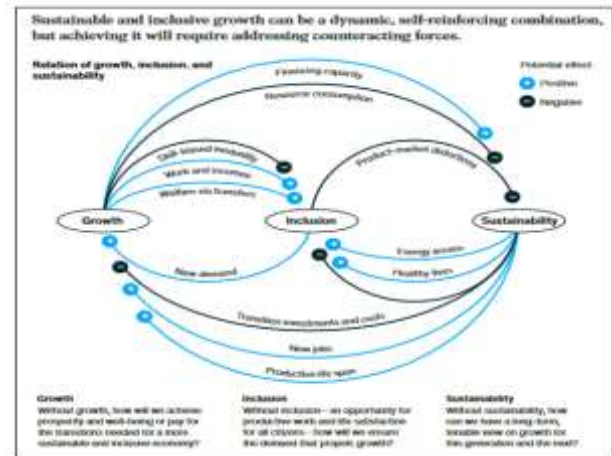 Sustainable and inclusive growth can be a dynamic, self-reinforcing combination,
but achieving it will require addressing counteracting forces.
Relation of growth, inclusion, and
sustainability
Potential effect
Positive
Negative
Financing capacity
Resource consumption
Skill-biased modality
Work and incomes
Welfare via transfers
Product-market distortions
Growth
Inclusion
Sustainability
New demand
Energy access
Healthy lives
Transition investments and costs
New jobs
Productive life span
Growth
Without growth, how will we achieve
prosperity and well-being or pay for
the transitions needed for a more
sustainable and inclusive economy?
Inclusion
Without inclusion—an opportunity for
productive work and life satisfaction
for all citizens—how will we ensure
the demand that propels growth?
Sustainability
Without sustainability, how
can we have a long-term,
tenable view on growth for
this generation and the next?